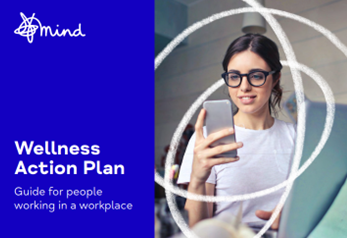 mind
Wellness
Action Plan
Guide for people
working in a workplace